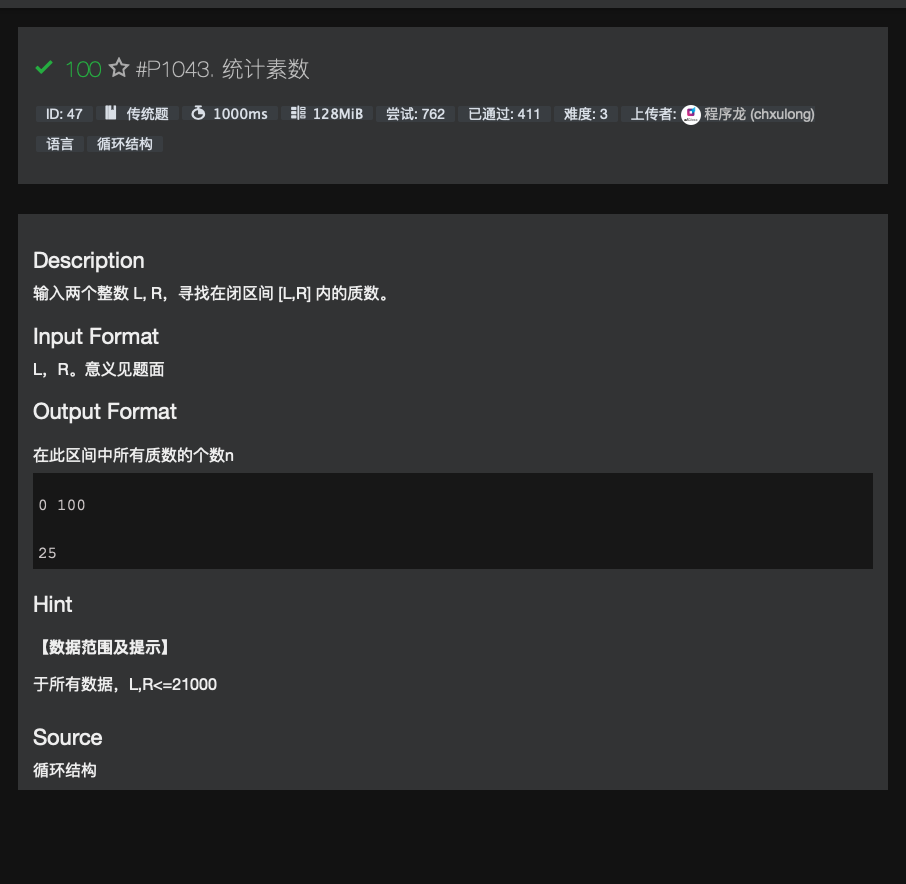 100 #P1043. 统计素数
ID: 47 传统题 1000ms 128MiB 尝试: 762 已通过: 411 难度: 3 上传者: 程序龙 (chxulong)
语言 循环结构
Description
输入两个整数 L, R，寻找在闭区间 [L,R] 内的质数。
Input Format
L，R。意义见题面
Output Format
在此区间中所有质数的个数n
0 100
25
Hint
【数据范围及提示】
于所有数据，L,R<=21000
Source
循环结构